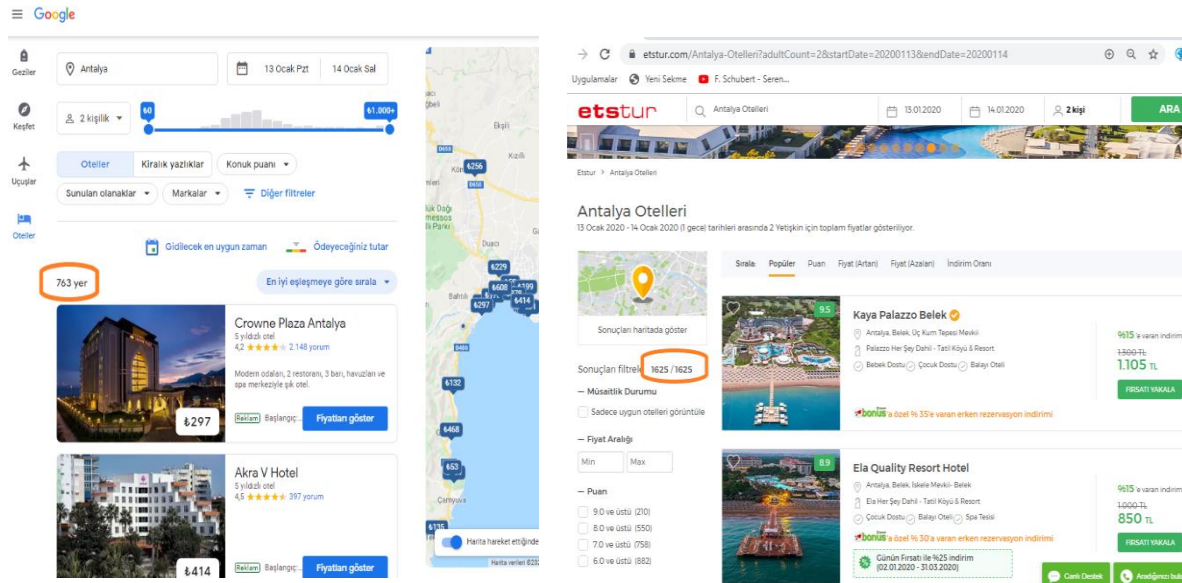 Google
Geziler
Keşfet
Uçuşlar
Oteller
Antalya
13 Ocak Pzt
14 Ocak Sal
2 kişilik
₺0
₺1.000+
Oteller
Kiralık yazlıklar
Konuk puanı
Sunulan olanaklar
Markalar
Diğer filtreler
Gidilecek en uygun zaman
Ödeyeceğiniz tutar
763 yer
En iyi eşleşmeye göre sırala
Crowne Plaza Antalya
5 yıldızlı otel
4,2 2.148 yorum
Modern odaları, 2 restoranı, 3 barı, havuzları ve
spa merkeziyle şık otel.
₺297
Reklam Başlangıç:...
Fiyatları göster
Akra V Hotel
5 yıldızlı otel
4,5 397 yorum
₺414
Reklam Başlangıç:...
Fiyatları göster
Ekşili
D650
Kızıllı
₺256
D650
Duacı
₺229
₺608
₺199
₺297
₺414
D400
₺132
₺468
₺53
Çamyuva
₺135
Harita hareket ettiğinde
etstur.com/Antalya-Otelleri?adultCount=2&startDate=20200113&endDate=20200114
Uygulamalar
Yeni Sekme
F. Schubert - Seren...
etstur
Antalya Otelleri
13.01.2020
14.01.2020
2 kişi
ARA
Etstur > Antalya Otelleri
Antalya Otelleri
13 Ocak 2020 - 14 Ocak 2020 (1 gece) tarihleri arasında 2 Yetişkin için toplam fiyatlar gösteriliyor.
Sonuçları haritada göster
Sonuçları filtrele
1625 /1625
– Müsaitlik Durumu
Sadece uygun otelleri görüntüle
– Fiyat Aralığı
Min
Max
– Puan
9.0 ve üstü (210)
8.0 ve üstü (550)
7.0 ve üstü (758)
6.0 ve üstü (882)
Sırala:
Popüler
Puan
Fiyat (Artan)
Fiyat (Azalan)
İndirim Oranı
9.5
Kaya Palazzo Belek
Antalya, Belek, Üç Kum Tepesi Mevkii
Palazzo Her Şey Dahil - Tatil Köyü & Resort
Bebek Dostu
Çocuk Dostu
Balayı Oteli
bonus'a özel % 35'e varan erken rezervasyon indirimi
%15 'e varan indirim
1.300 TL
1.105 TL
FIRSATI YAKALA
8.9
Ela Quality Resort Hotel
Antalya, Belek, İskele Mevkii- Belek
Ela Her Şey Dahil - Tatil Köyü & Resort
Çocuk Dostu
Balayı Oteli
Spa Tesisi
bonus'a özel % 30'a varan erken rezervasyon indirimi
Günün Fırsatı ile %25 indirim
(02.01.2020 - 31.03.2020)
%15 'e varan indirim
1.000 TL
850 TL
FIRSATI YAKALA
Canlı Destek